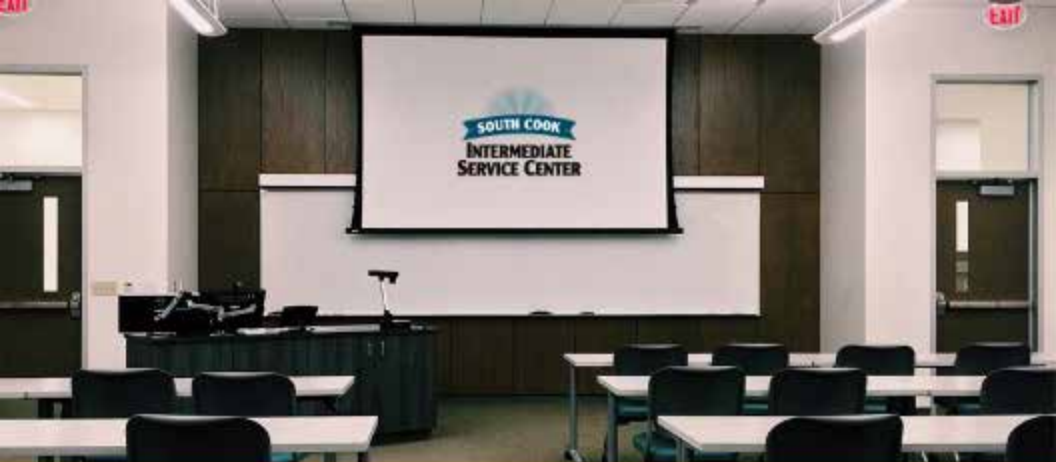 EXIT
EXIT
SOUTH COOK
INTERMEDIATE
SERVICE CENTER